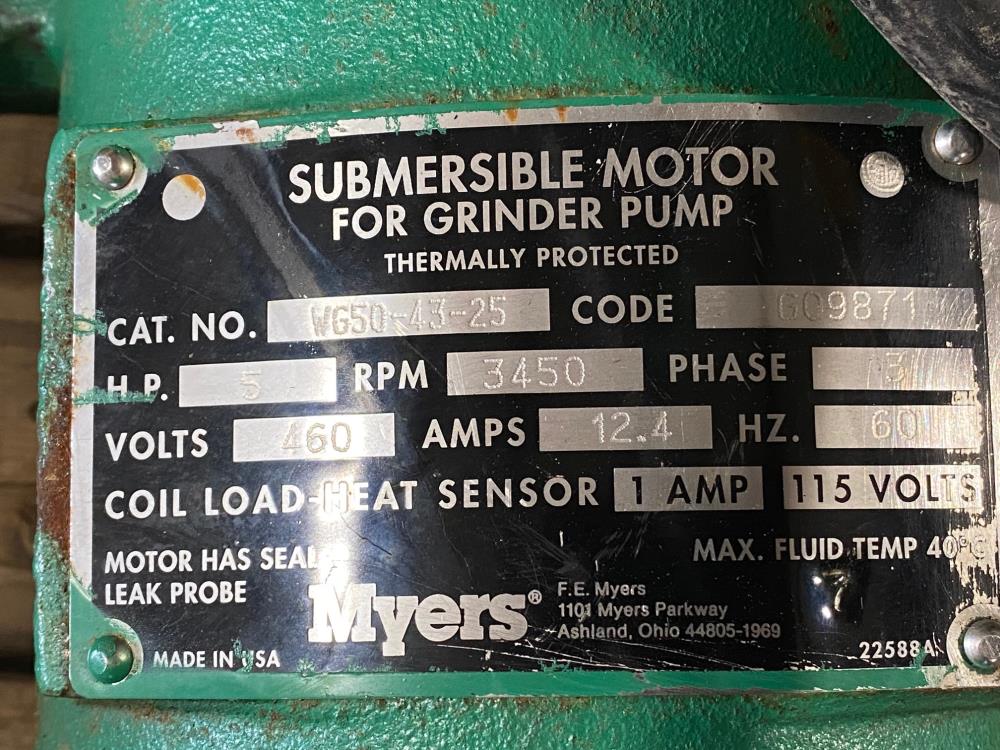 SUBMERSIBLE MOTOR
FOR GRINDER PUMP
THERMALLY PROTECTED
CAT. NO. WG50-43-25 CODE G09871
H.P. 5 RPM 3450 PHASE 3
VOLTS 460 AMPS 12.4 HZ. 60
COIL LOAD-HEAT SENSOR 1 AMP 115 VOLTS
MOTOR HAS SEAL MAX. FLUID TEMP 40°C
LEAK PROBE
Myers® F.E. Myers
1101 Myers Parkway
Ashland, Ohio 44805-1969
MADE IN USA 22588A